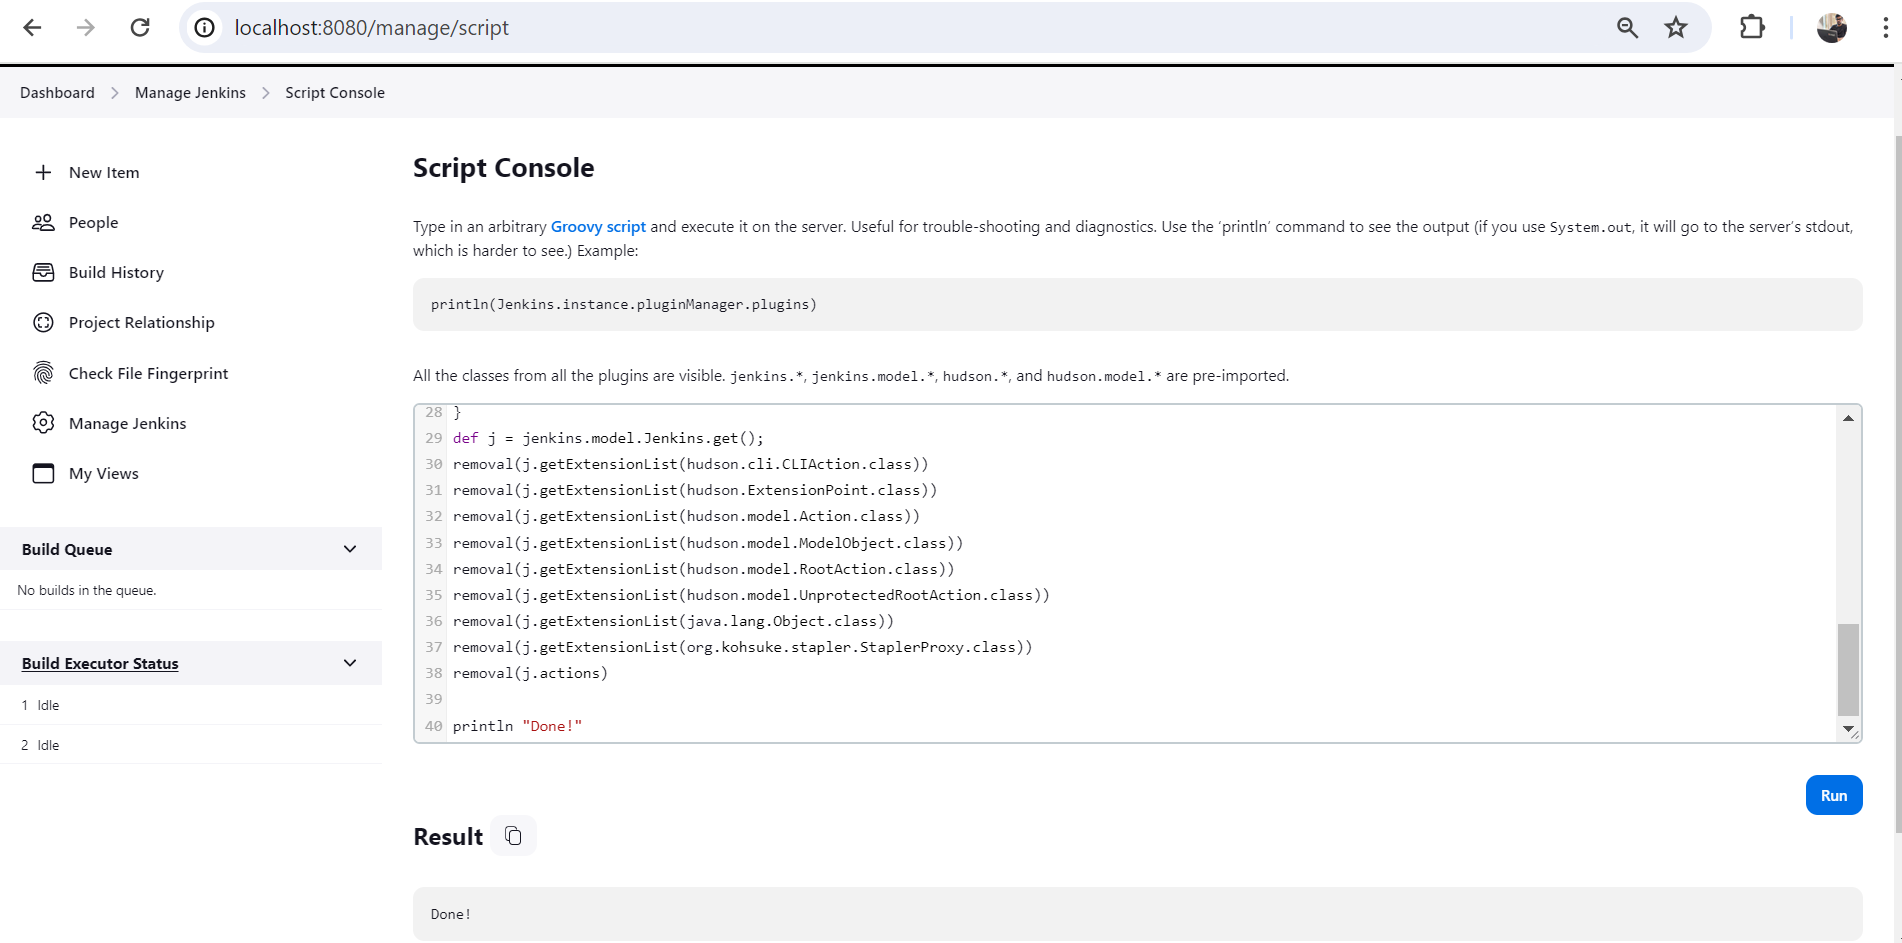 localhost:8080/manage/script
Dashboard > Manage Jenkins > Script Console
New Item
People
Build History
Project Relationship
Check File Fingerprint
Manage Jenkins
My Views
Build Queue
No builds in the queue.
Build Executor Status
1 Idle
2 Idle
Script Console
Type in an arbitrary Groovy script and execute it on the server. Useful for trouble-shooting and diagnostics. Use the ‘println’ command to see the output (if you use System.out, it will go to the server’s stdout,
which is harder to see.) Example:
println(Jenkins.instance.pluginManager.plugins)
All the classes from all the plugins are visible. jenkins.*, jenkins.model.*, hudson.*, and hudson.model.* are pre-imported.
28 }
29 def j = jenkins.model.Jenkins.get();
30 removal(j.getExtensionList(hudson.cli.CLIAction.class))
31 removal(j.getExtensionList(hudson.ExtensionPoint.class))
32 removal(j.getExtensionList(hudson.model.Action.class))
33 removal(j.getExtensionList(hudson.model.ModelObject.class))
34 removal(j.getExtensionList(hudson.model.RootAction.class))
35 removal(j.getExtensionList(hudson.model.UnprotectedRootAction.class))
36 removal(j.getExtensionList(java.lang.Object.class))
37 removal(j.getExtensionList(org.kohsuke.stapler.StaplerProxy.class))
38 removal(j.actions)
39
40 println "Done!"
Run
Result
Done!